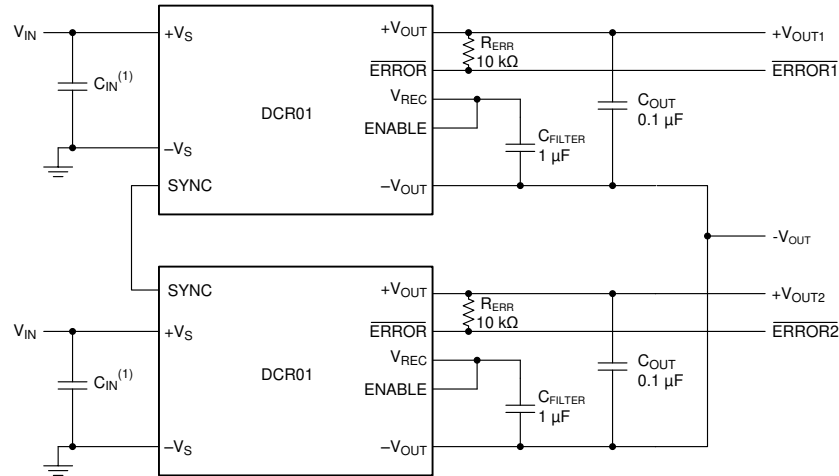 V_IN
+V_S
C_IN^(1)
–V_S
SYNC
DCR01
+V_OUT
ERROR
V_REC
ENABLE
–V_OUT
R_ERR
10 kΩ
C_FILTER
1 µF
C_OUT
0.1 µF
+V_OUT1
ERROR1
-V_OUT
SYNC
V_IN
+V_S
C_IN^(1)
–V_S
DCR01
+V_OUT
ERROR
V_REC
ENABLE
–V_OUT
R_ERR
10 kΩ
C_FILTER
1 µF
C_OUT
0.1 µF
+V_OUT2
ERROR2